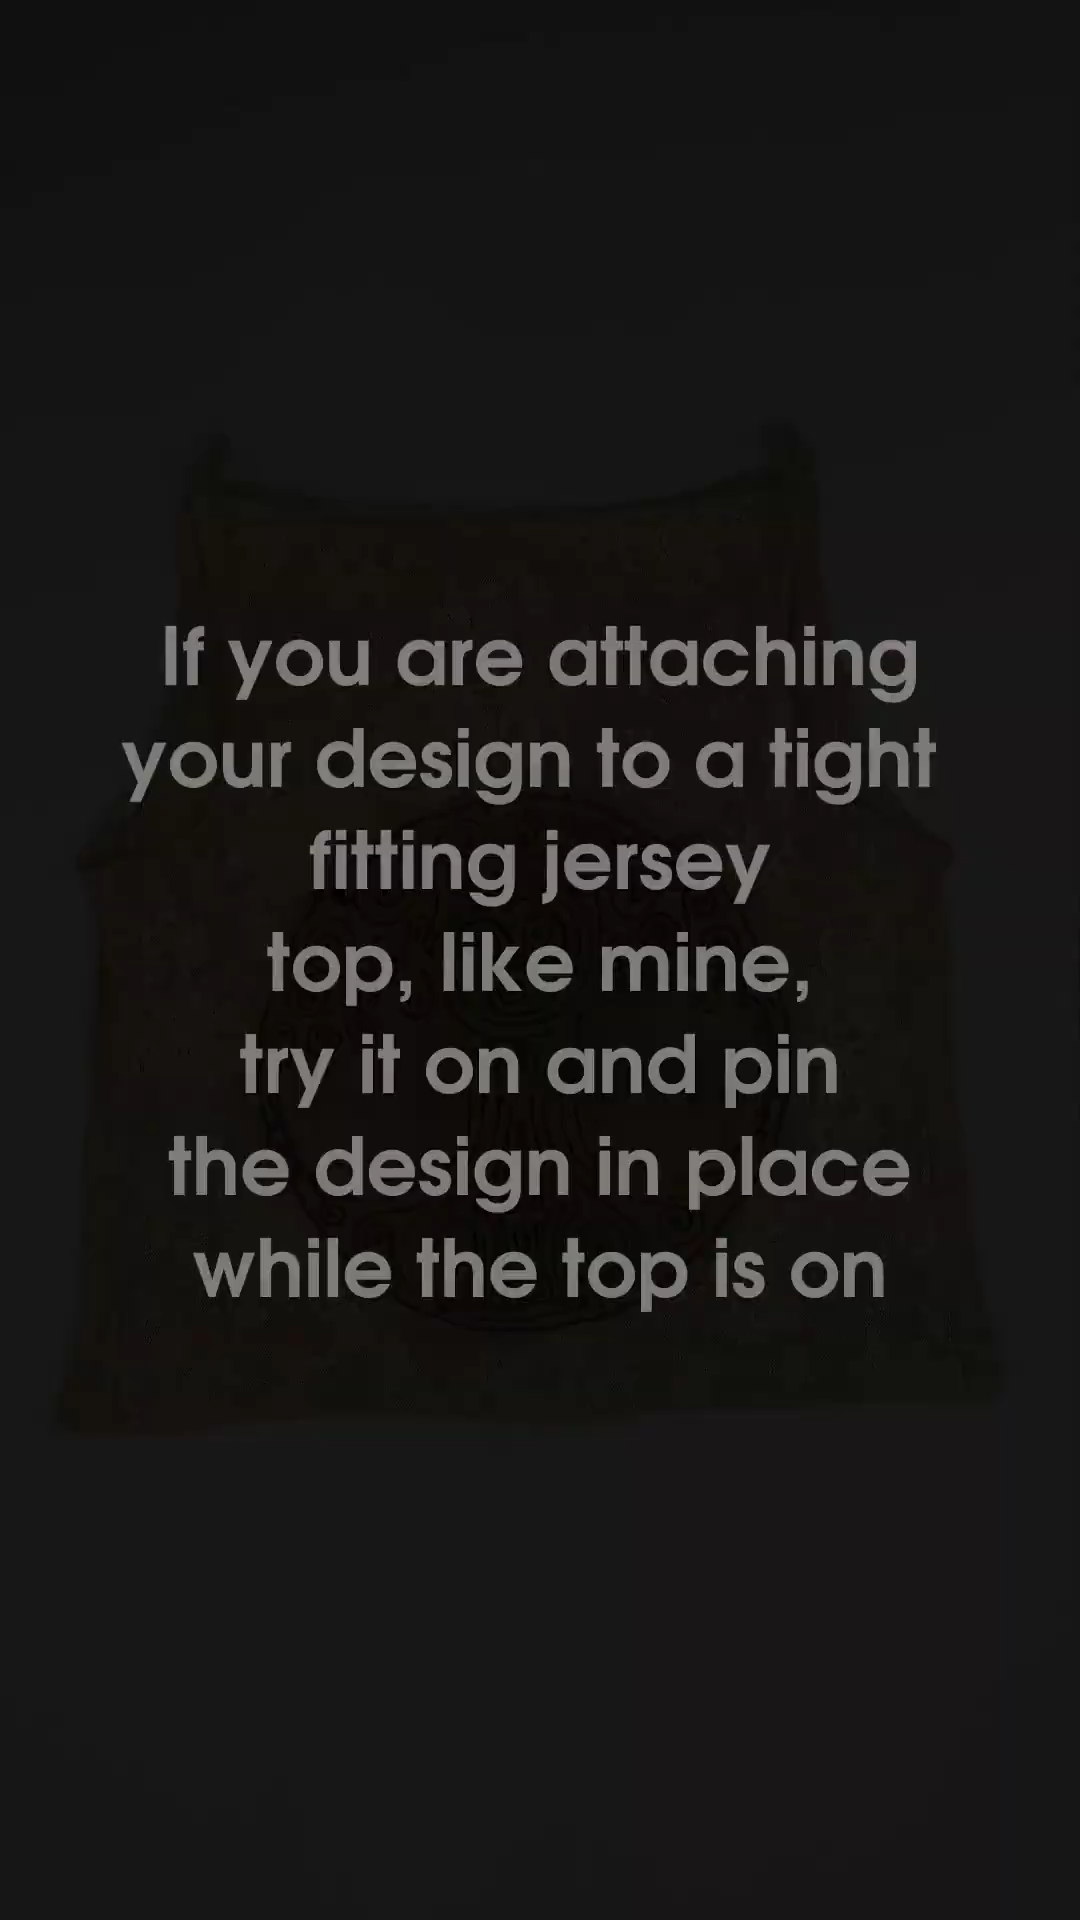 If you are attaching
your design to a tight
fitting jersey
top, like mine,
try it on and pin
the design in place
while the top is on